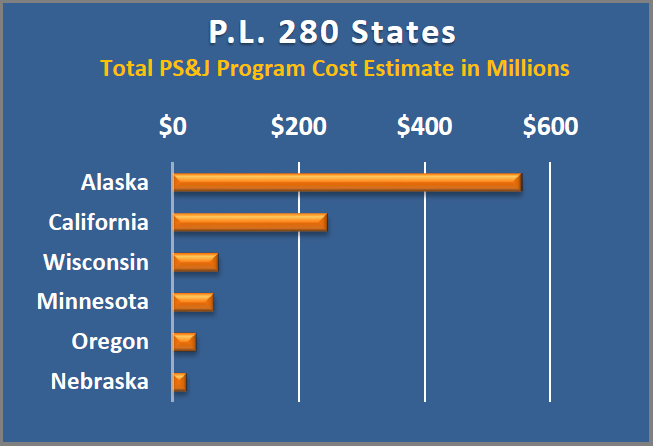 P.L. 280 States
Total PS&J Program Cost Estimate in Millions
$0 $200 $400 $600
Alaska
California
Wisconsin
Minnesota
Oregon
Nebraska